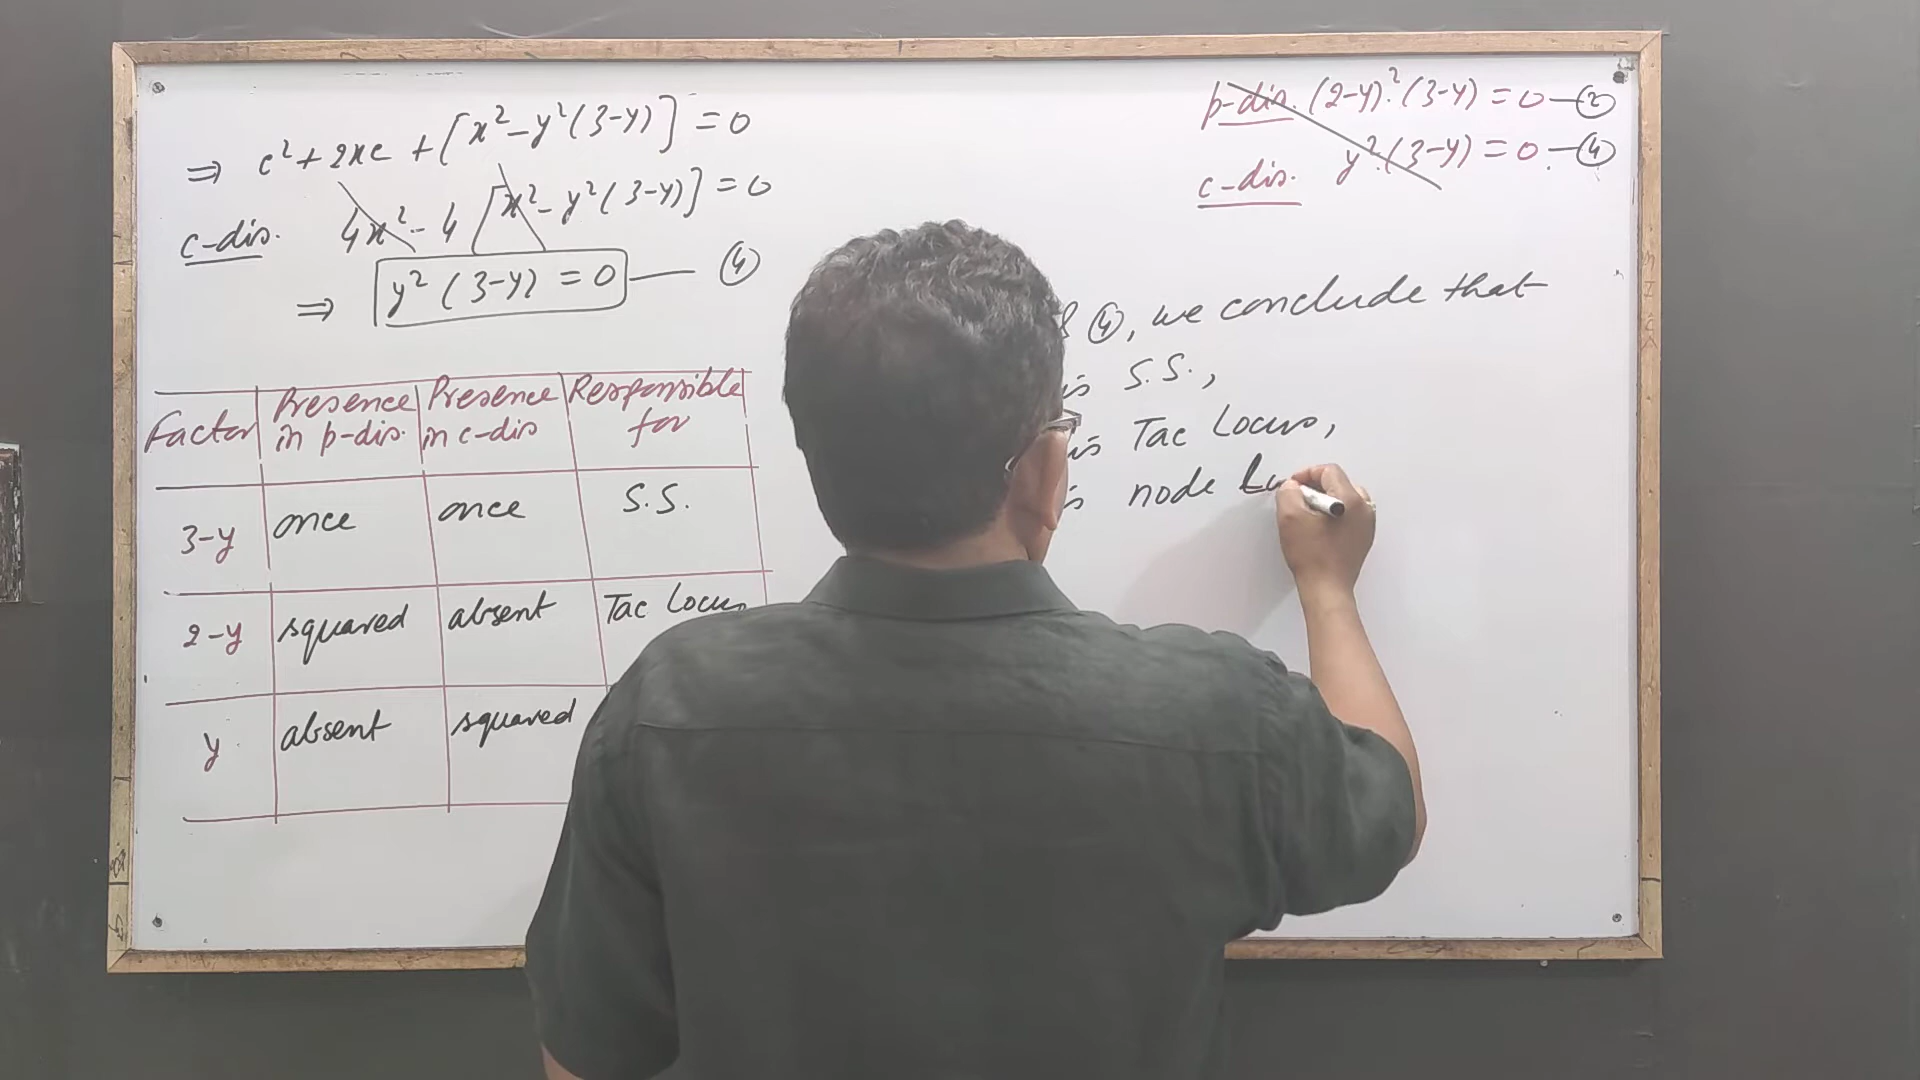 ⇒ c² + 2xc + [x² - y²(3-y)] = 0
c-dis. 4x² - 4[x² - y²(3-y)] = 0
⇒ y²(3-y) = 0 — ④
Factor | Presence in p-dis. | Presence in c-dis | Responsible for
3-y | once | once | S.S.
2-y | squared | absent | Tac Locus
y | absent | squared
p-dis. (2-y)².(3-y) = 0 — ②
c-dis. y².(3-y) = 0. — ④
& ④, we conclude that
is S.S.,
is Tac Locus,
is node